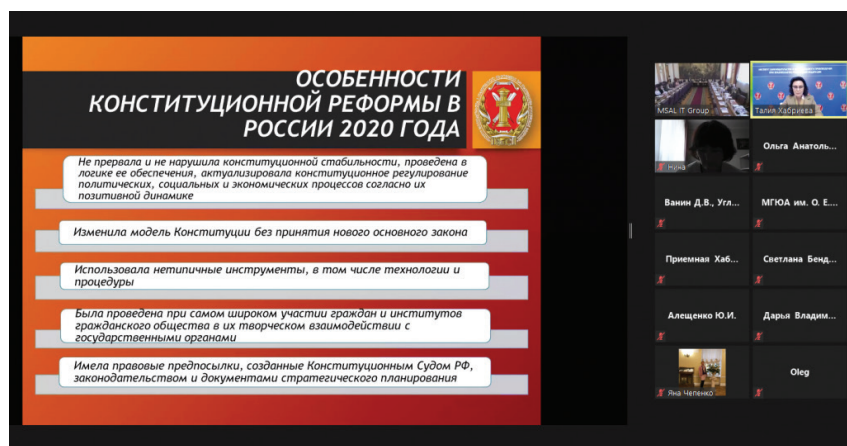 ОСОБЕННОСТИ
КОНСТИТУЦИОННОЙ РЕФОРМЫ В
РОССИИ 2020 ГОДА
Не прервала и не нарушила конституционной стабильности, проведена в
логике ее обеспечения, актуализировала конституционное регулирование
политических, социальных и экономических процессов согласно их
позитивной динамике
Изменила модель Конституции без принятия нового основного закона
Использовала нетипичные инструменты, в том числе технологии и
процедуры
Была проведена при самом широком участии граждан и институтов
гражданского общества в их творческом взаимодействии с
государственными органами
Имела правовые предпосылки, созданные Конституционным Судом РФ,
законодательством и документами стратегического планирования
MSAL IT Group
Талия Хабриева
Нина
Ольга Анатоль...
Ванин Д.В., Угл...
МГЮА им. О. Е....
Приемная Хаб...
Светлана Бенд...
Алещенко Ю.И.
Дарья Владим...
Яна Чепенко
Oleg